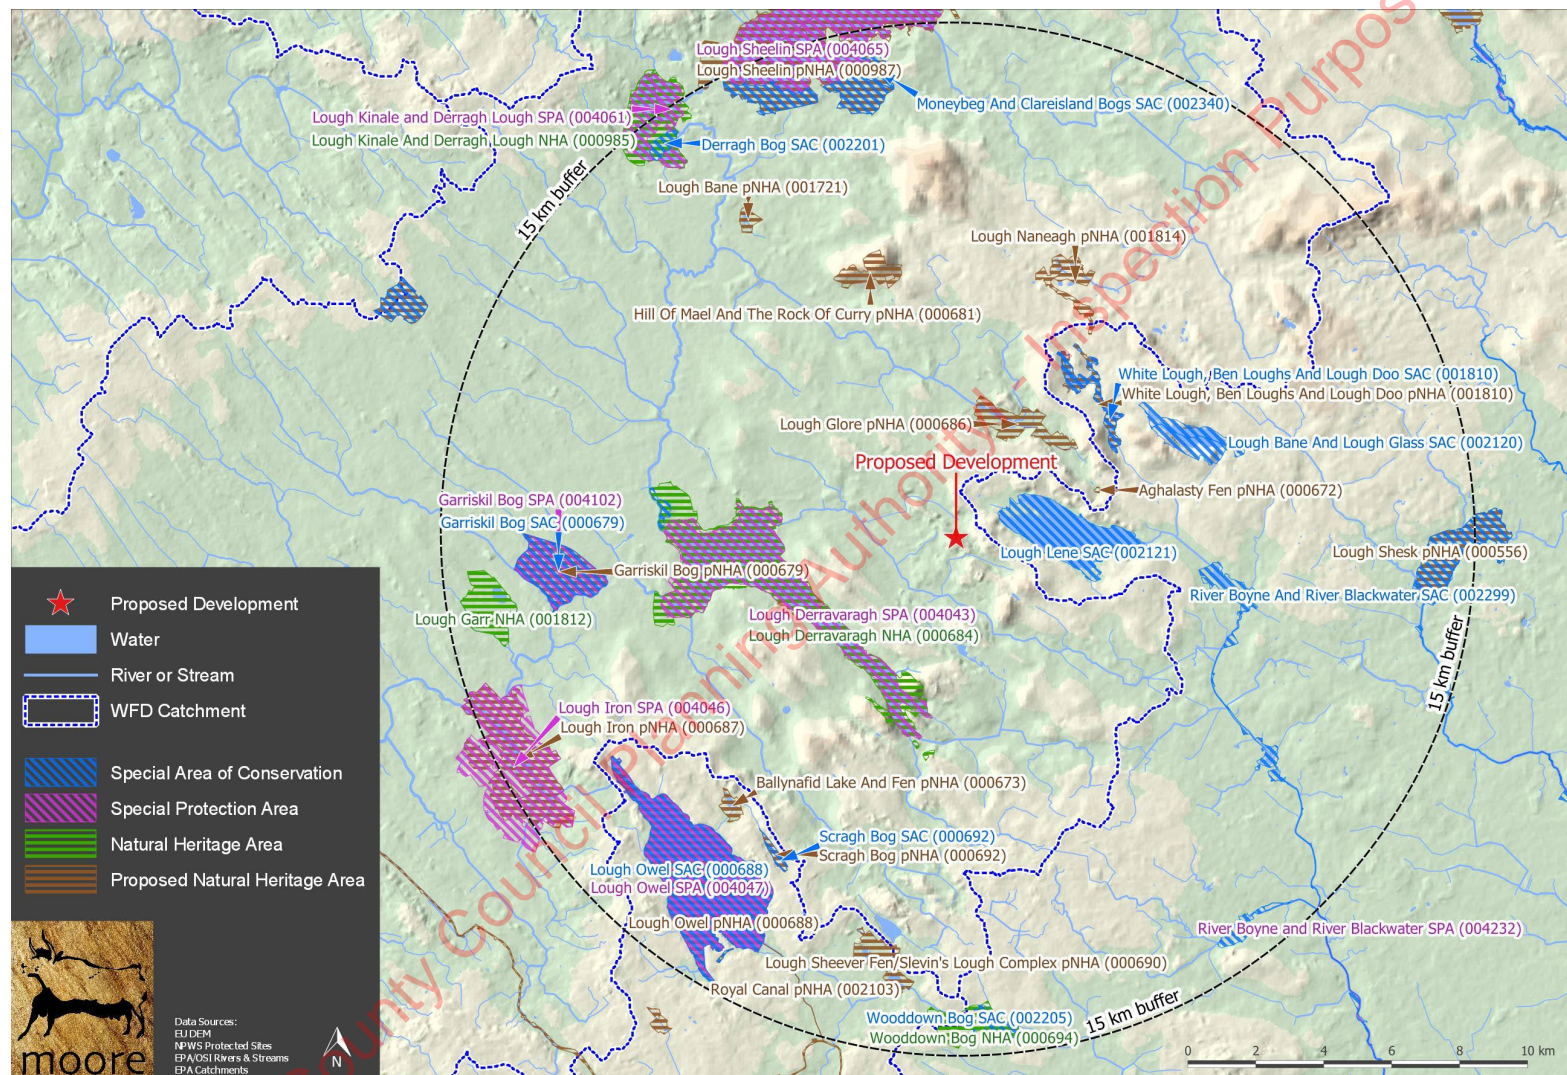 Lough Sheelin SPA (004065)
Lough Sheelin pNHA (000987)
Moneybeg And Clareisland Bogs SAC (002340)
Lough Kinale and Derragh Lough SPA (004061)
Lough Kinale And Derragh Lough NHA (000985)
Derragh Bog SAC (002201)
15 km buffer
Lough Bane pNHA (001721)
Lough Naneagh pNHA (001814)
Hill Of Mael And The Rock Of Curry pNHA (000681)
White Lough, Ben Loughs And Lough Doo SAC (001810)
White Lough, Ben Loughs And Lough Doo pNHA (001810)
Lough Glore pNHA (000686)
Lough Bane And Lough Glass SAC (002120)
Proposed Development
Aghalasty Fen pNHA (000672)
Garriskil Bog SPA (004102)
Garriskil Bog SAC (000679)
Lough Lene SAC (002121)
Lough Shesk pNHA (000556)
Garriskil Bog pNHA (000679)
River Boyne And River Blackwater SAC (002299)
Lough Garr NHA (001812)
Lough Derravaragh SPA (004043)
Lough Derravaragh NHA (000684)
15 km buffer
Lough Iron SPA (004046)
Lough Iron pNHA (000687)
Ballynafid Lake And Fen pNHA (000673)
Scragh Bog SAC (000692)
Scragh Bog pNHA (000692)
Lough Owel SAC (000688)
Lough Owel SPA (004047)
Lough Owel pNHA (000688)
River Boyne and River Blackwater SPA (004232)
Lough Sheever Fen/Slevin's Lough Complex pNHA (000690)
Royal Canal pNHA (002103)
Wooddown Bog SAC (002205)
Wooddown Bog NHA (000694)
15 km buffer
Proposed Development
Water
River or Stream
WFD Catchment
Special Area of Conservation
Special Protection Area
Natural Heritage Area
Proposed Natural Heritage Area
moore
Data Sources:
EU DEM
NPWS Protected Sites
EPA/OSI Rivers & Streams
EPA Catchments
N
0 2 4 6 8 10 km
County Council Planning Authority - Inspection Purpos